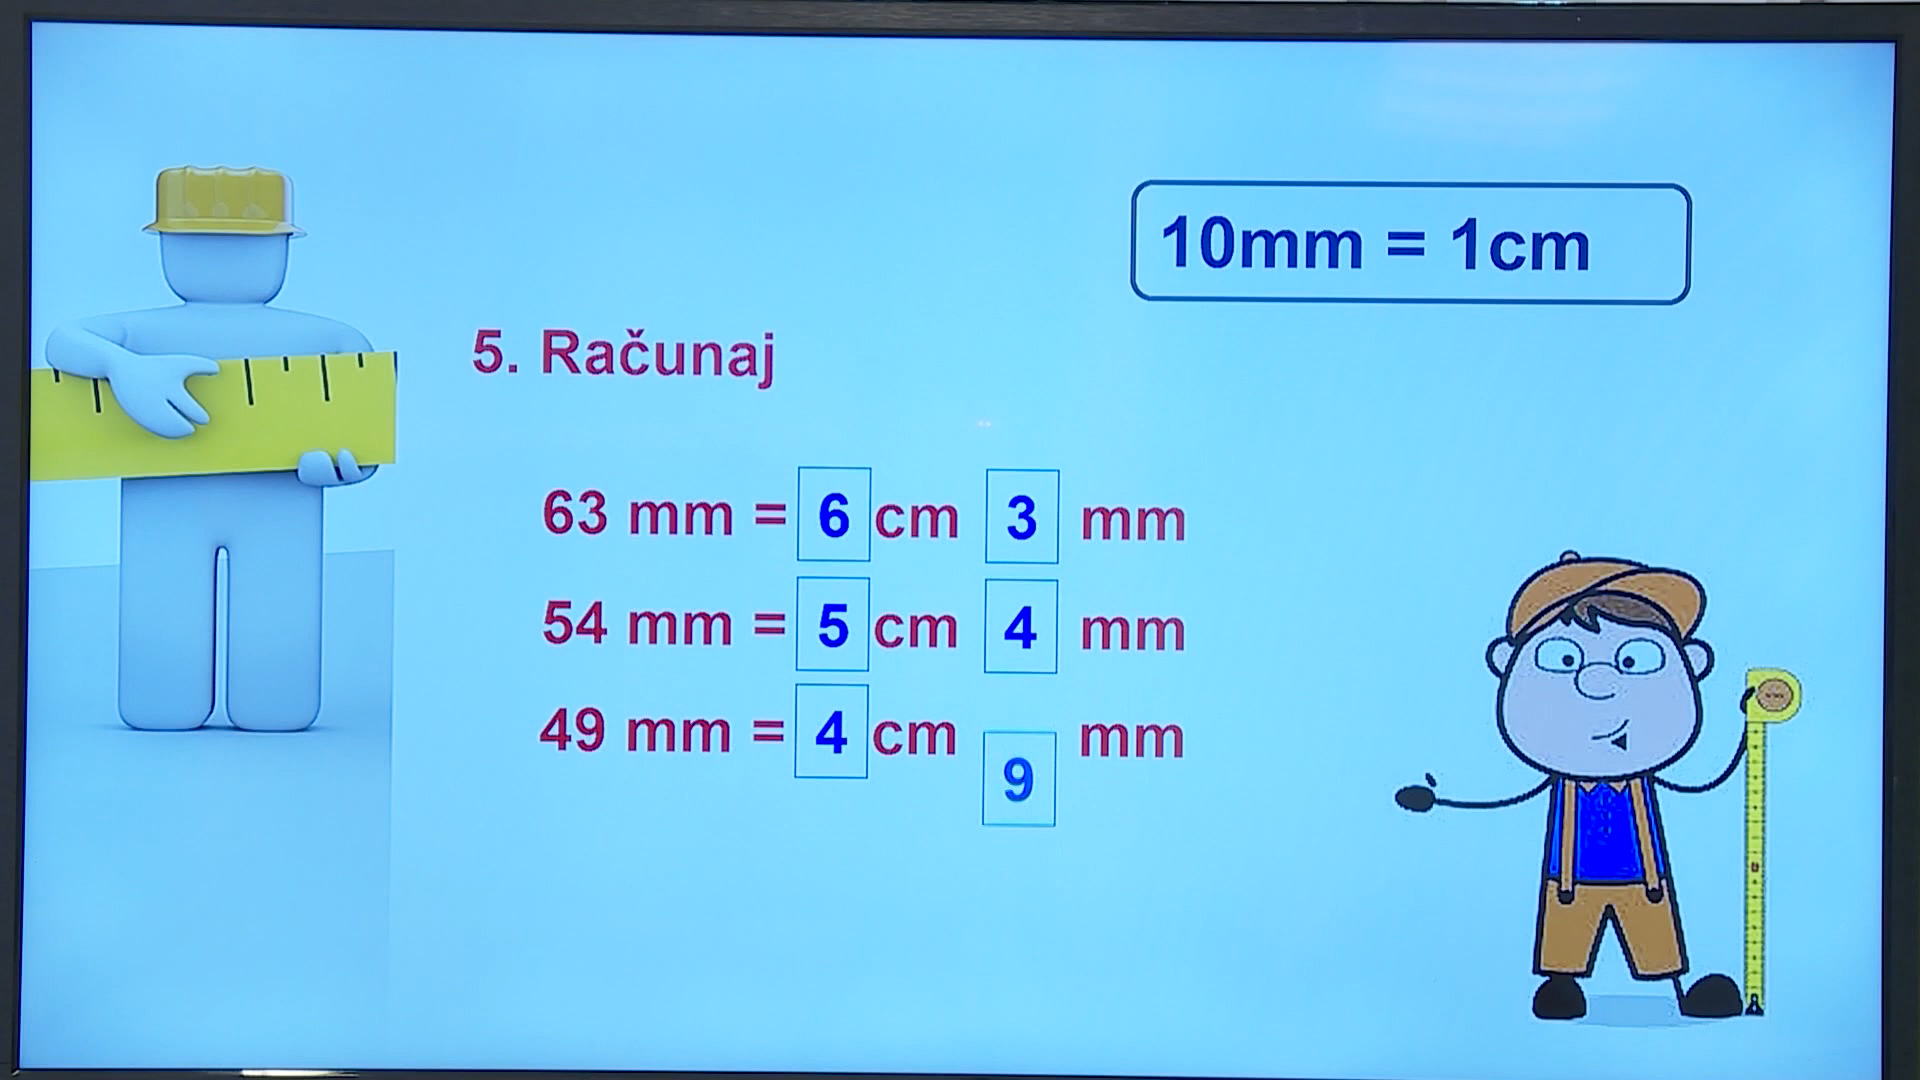 10mm = 1cm
5. Računaj
63 mm = 6 cm 3 mm
54 mm = 5 cm 4 mm
49 mm = 4 cm 9 mm